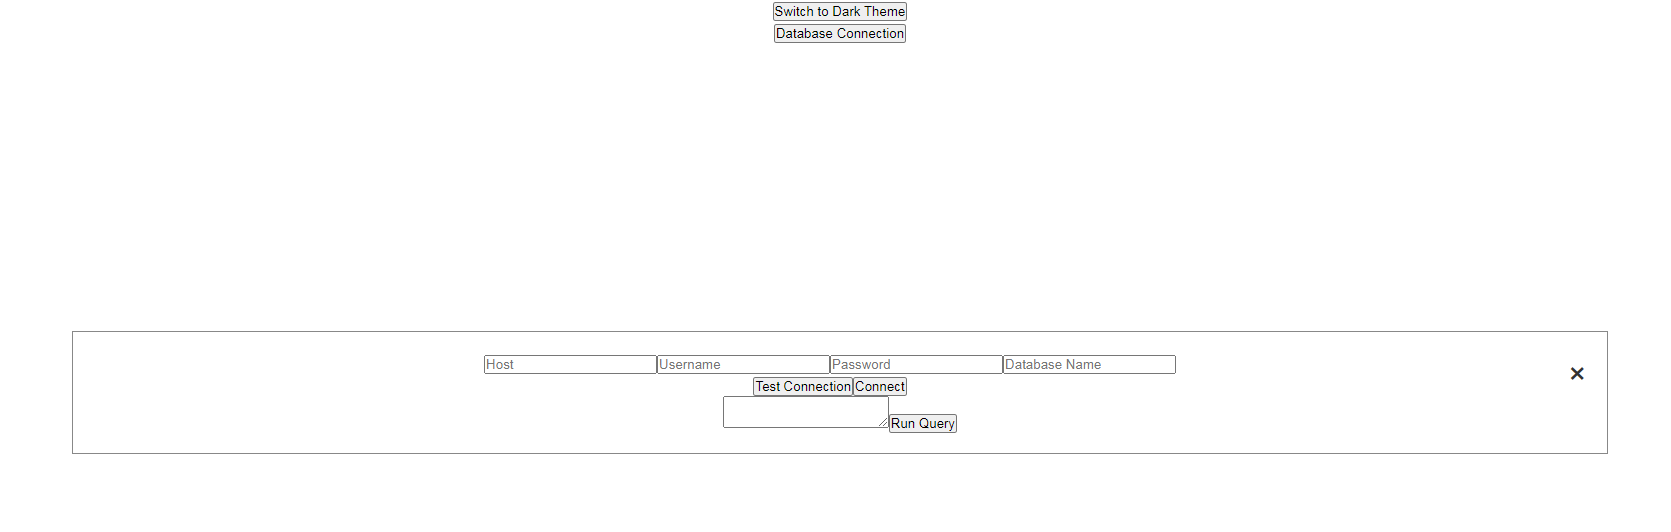 Switch to Dark Theme
Database Connection
Host Username Password Database Name
×
Test Connection Connect
Run Query